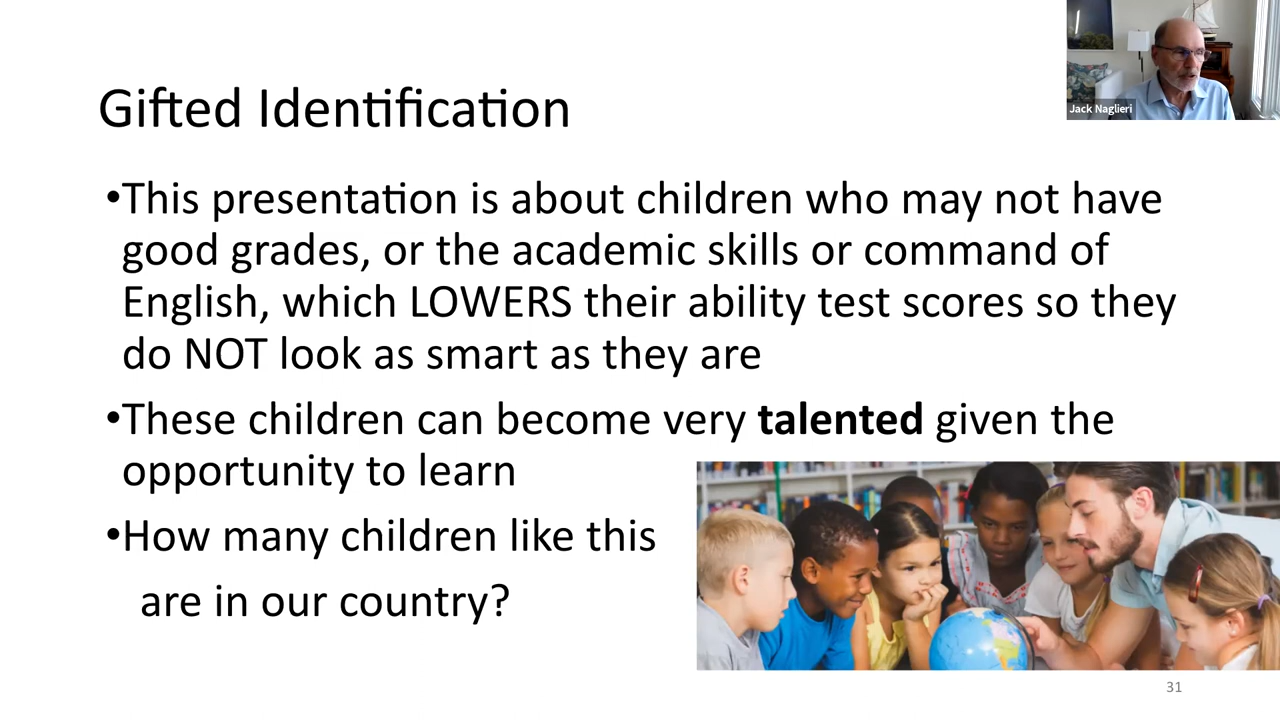 Jack Naglieri
Gifted Identification
•This presentation is about children who may not have
good grades, or the academic skills or command of
English, which LOWERS their ability test scores so they
do NOT look as smart as they are
•These children can become very talented given the
opportunity to learn
•How many children like this
are in our country?
31